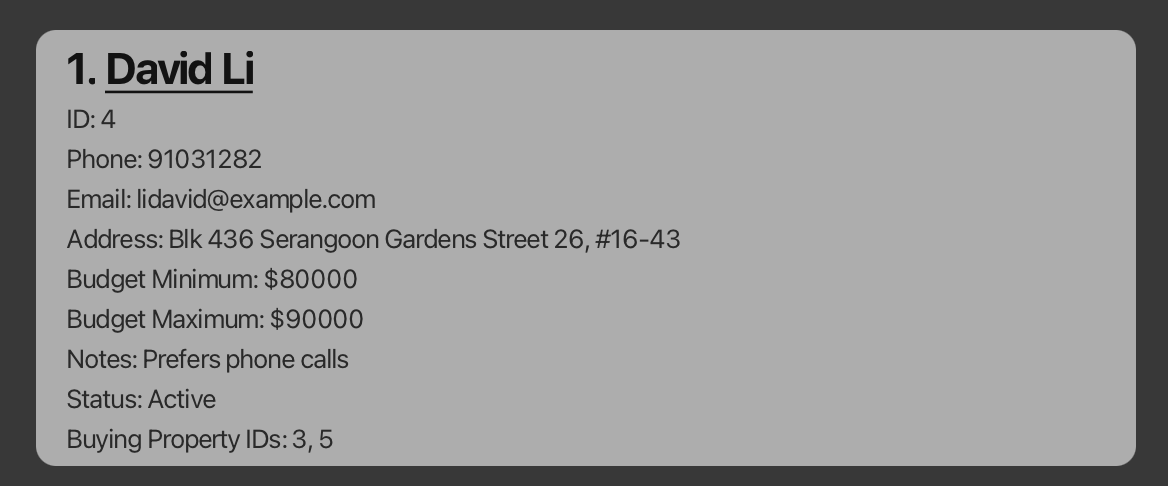 1. David Li
ID: 4
Phone: 91031282
Email: lidavid@example.com
Address: Blk 436 Serangoon Gardens Street 26, #16-43
Budget Minimum: $80000
Budget Maximum: $90000
Notes: Prefers phone calls
Status: Active
Buying Property IDs: 3, 5